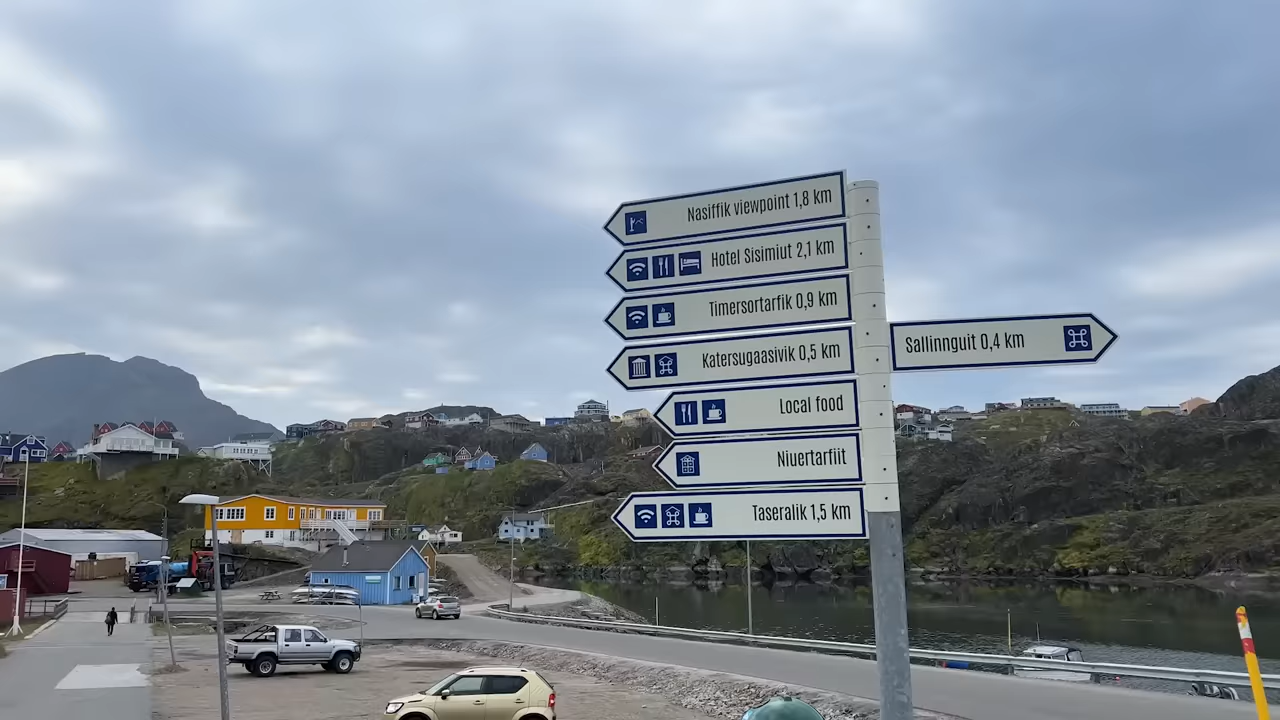 Nasiffik viewpoint 1,8 km
Hotel Sisimiut 2,1 km
Timersortarfik 0,9 km
Katersugaasivik 0,5 km
Sallinnguit 0,4 km
Local food
Niuertarfiit
Taseralik 1,5 km